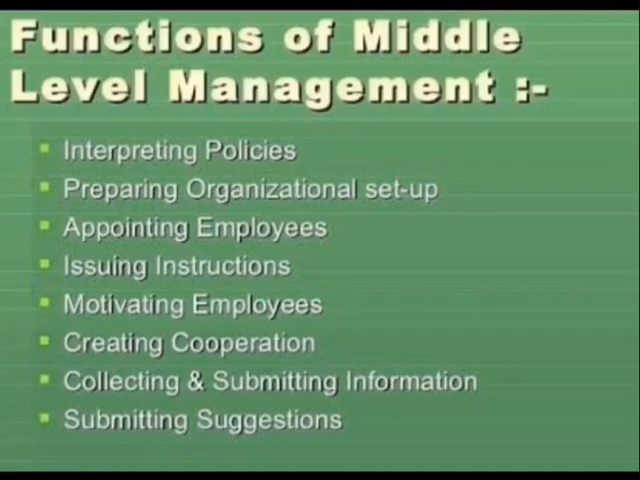 Functions of Middle
Level Management :-
Interpreting Policies
Preparing Organizational set-up
Appointing Employees
Issuing Instructions
Motivating Employees
Creating Cooperation
Collecting & Submitting Information
Submitting Suggestions